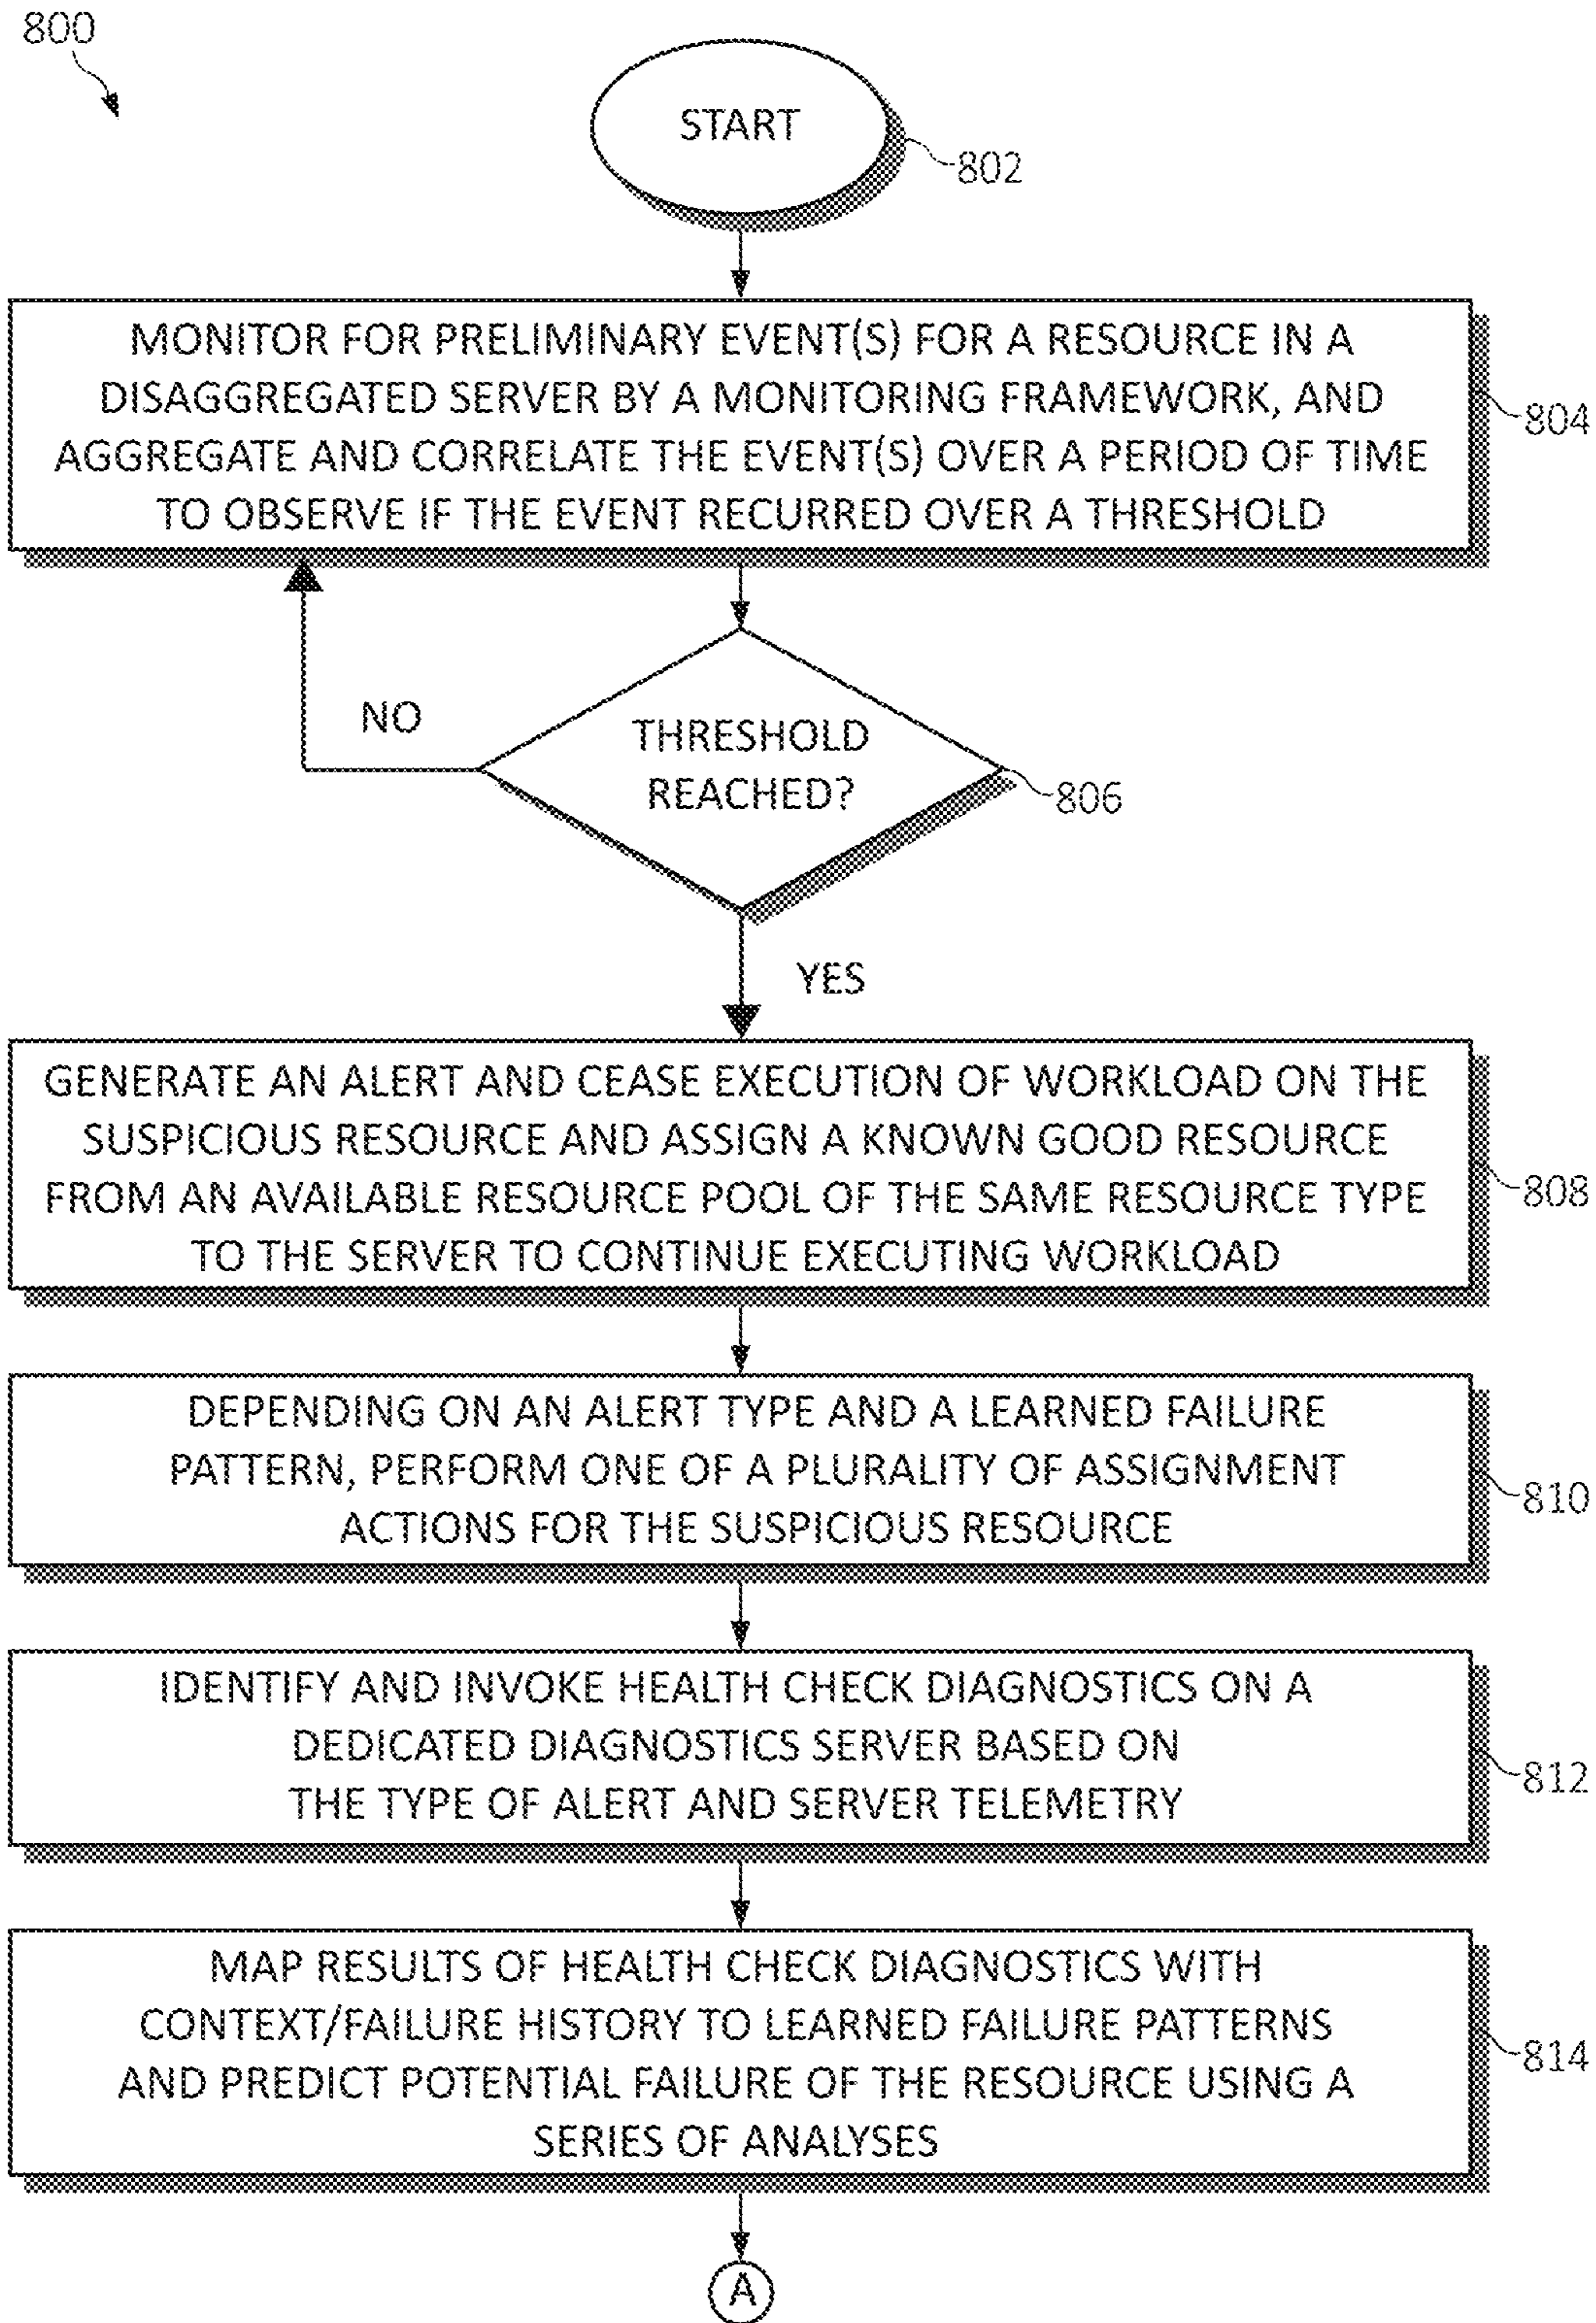 800
START
802
MONITOR FOR PRELIMINARY EVENT(S) FOR A RESOURCE IN A
DISAGGREGATED SERVER BY A MONITORING FRAMEWORK, AND
AGGREGATE AND CORRELATE THE EVENT(S) OVER A PERIOD OF TIME
TO OBSERVE IF THE EVENT RECURRED OVER A THRESHOLD
804
NO
THRESHOLD
REACHED?
806
YES
GENERATE AN ALERT AND CEASE EXECUTION OF WORKLOAD ON THE
SUSPICIOUS RESOURCE AND ASSIGN A KNOWN GOOD RESOURCE
FROM AN AVAILABLE RESOURCE POOL OF THE SAME RESOURCE TYPE
TO THE SERVER TO CONTINUE EXECUTING WORKLOAD
808
DEPENDING ON AN ALERT TYPE AND A LEARNED FAILURE
PATTERN, PERFORM ONE OF A PLURALITY OF ASSIGNMENT
ACTIONS FOR THE SUSPICIOUS RESOURCE
810
IDENTIFY AND INVOKE HEALTH CHECK DIAGNOSTICS ON A
DEDICATED DIAGNOSTICS SERVER BASED ON
THE TYPE OF ALERT AND SERVER TELEMETRY
812
MAP RESULTS OF HEALTH CHECK DIAGNOSTICS WITH
CONTEXT/FAILURE HISTORY TO LEARNED FAILURE PATTERNS
AND PREDICT POTENTIAL FAILURE OF THE RESOURCE USING A
SERIES OF ANALYSES
814
A